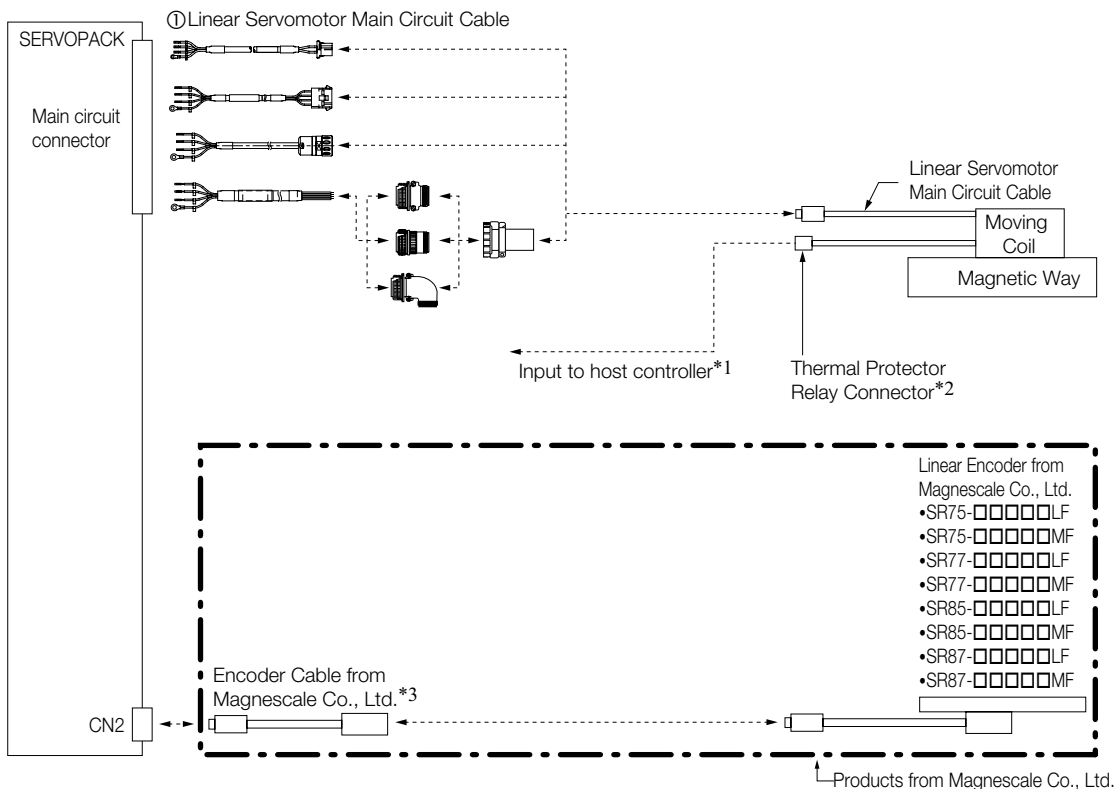 ①Linear Servomotor Main Circuit Cable
SERVOPACK
Main circuit
connector
Linear Servomotor
Main Circuit Cable
Moving
Coil
Magnetic Way
Input to host controller*1
Thermal Protector
Relay Connector*2
Linear Encoder from
Magnescale Co., Ltd.
•SR75-□□□□□LF
•SR75-□□□□□MF
•SR77-□□□□□LF
•SR77-□□□□□MF
•SR85-□□□□□LF
•SR85-□□□□□MF
•SR87-□□□□□LF
•SR87-□□□□□MF
Encoder Cable from
Magnescale Co., Ltd.*3
CN2
Products from Magnescale Co., Ltd.